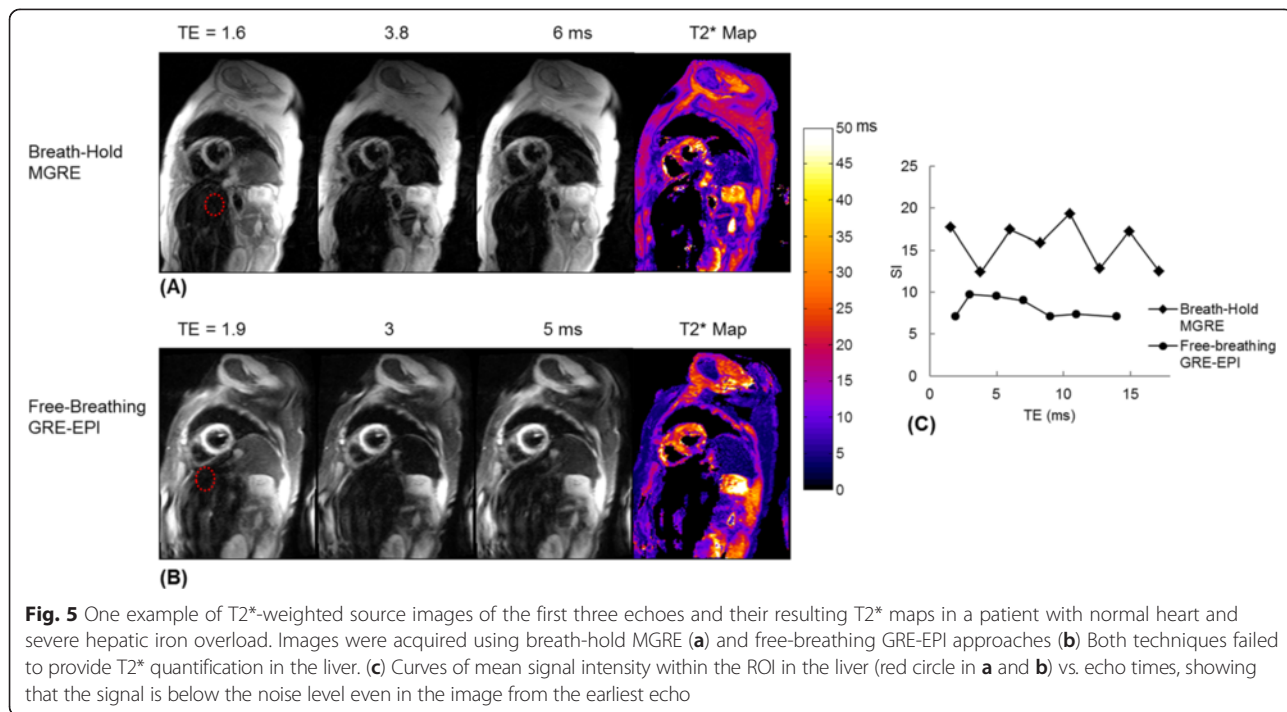 TE = 1.6 3.8 6 ms T2* Map
Breath-Hold
MGRE
(A)
TE = 1.9 3 5 ms T2* Map
Free-Breathing
GRE-EPI
(B)
50 ms
45
40
35
30
25
20
15
10
5
0
25
20
15
10
5
0
SI
0 5 10 15
TE (ms)
Breath-Hold
MGRE
Free-breathing
GRE-EPI
(C)
Fig. 5 One example of T2*-weighted source images of the first three echoes and their resulting T2* maps in a patient with normal heart and
severe hepatic iron overload. Images were acquired using breath-hold MGRE (a) and free-breathing GRE-EPI approaches (b) Both techniques failed
to provide T2* quantification in the liver. (c) Curves of mean signal intensity within the ROI in the liver (red circle in a and b) vs. echo times, showing
that the signal is below the noise level even in the image from the earliest echo